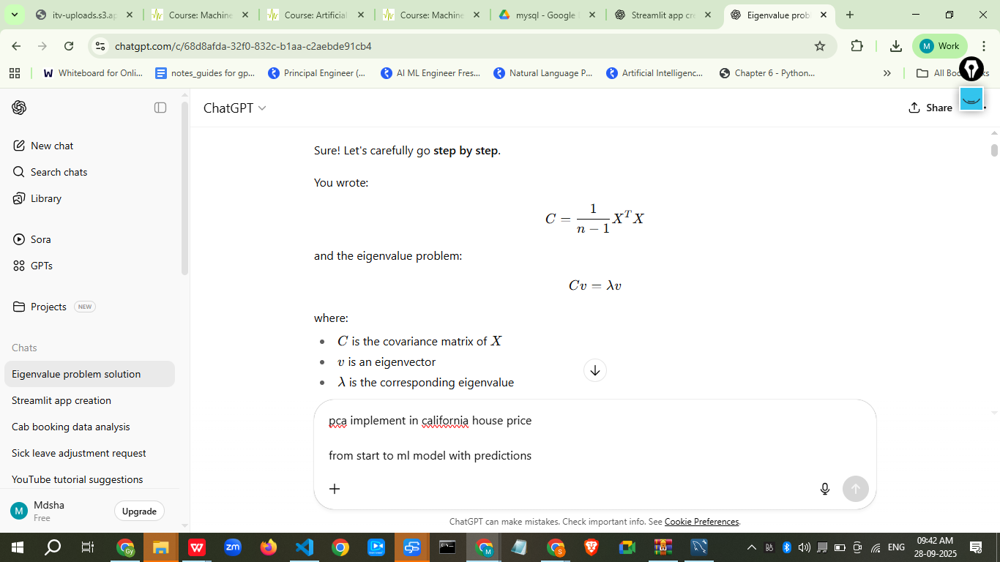 itv-uploads.s3.ap
Course: Machine
Course: Artificial
Course: Machine
mysql - Google
Streamlit app cre
Eigenvalue prob
chatgpt.com/c/68d8afda-32f0-832c-b1aa-c2aebde91cb4
M Work
Whiteboard for Onli...
notes_guides for gp...
Principal Engineer (...
AI ML Engineer Fres...
Natural Language P...
Artificial Intelligenc...
Chapter 6 - Python...
All Bo
ks
ChatGPT
Share
New chat
Search chats
Library
Sora
GPTs
Projects NEW
Chats
Eigenvalue problem solution
Streamlit app creation
Cab booking data analysis
Sick leave adjustment request
YouTube tutorial suggestions
M Mdsha
Free
Upgrade
Sure! Let's carefully go step by step.
You wrote:
C = 1/(n − 1) X^T X
and the eigenvalue problem:
Cv = λv
where:
• C is the covariance matrix of X
• v is an eigenvector
• λ is the corresponding eigenvalue
pca implement in california house price
from start to ml model with predictions
ChatGPT can make mistakes. Check important info. See Cookie Preferences.
ENG
09:42 AM
28-09-2025